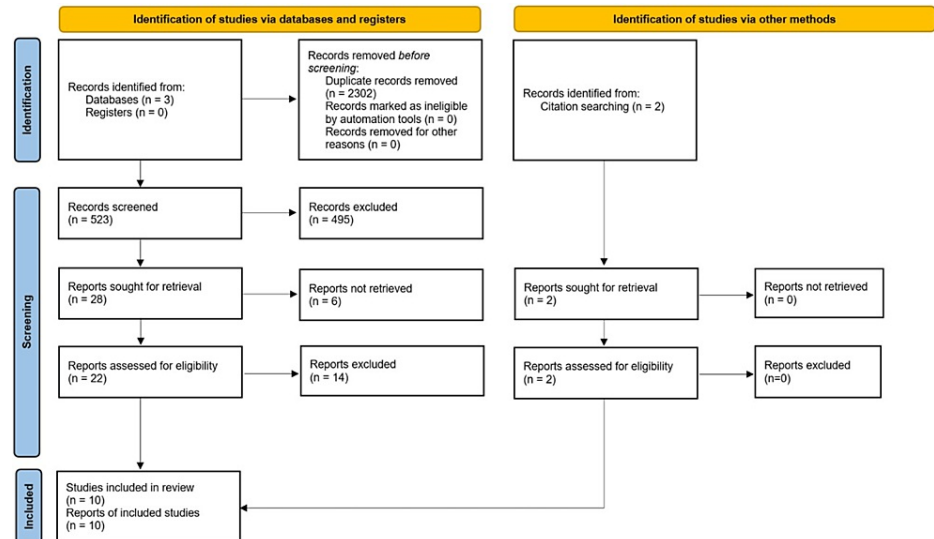 Identification of studies via databases and registers
Identification of studies via other methods
Identification
Records identified from:
Databases (n = 3)
Registers (n = 0)
Records removed before
screening:
Duplicate records removed
(n = 2302)
Records marked as ineligible
by automation tools (n = 0)
Records removed for other
reasons (n = 0)
Records identified from:
Citation searching (n = 2)
Screening
Records screened
(n = 523)
Records excluded
(n = 495)
Reports sought for retrieval
(n = 28)
Reports not retrieved
(n = 6)
Reports sought for retrieval
(n = 2)
Reports not retrieved
(n = 0)
Reports assessed for eligibility
(n = 22)
Reports excluded
(n = 14)
Reports assessed for eligibility
(n = 2)
Reports excluded
(n=0)
Included
Studies included in review
(n = 10)
Reports of included studies
(n = 10)